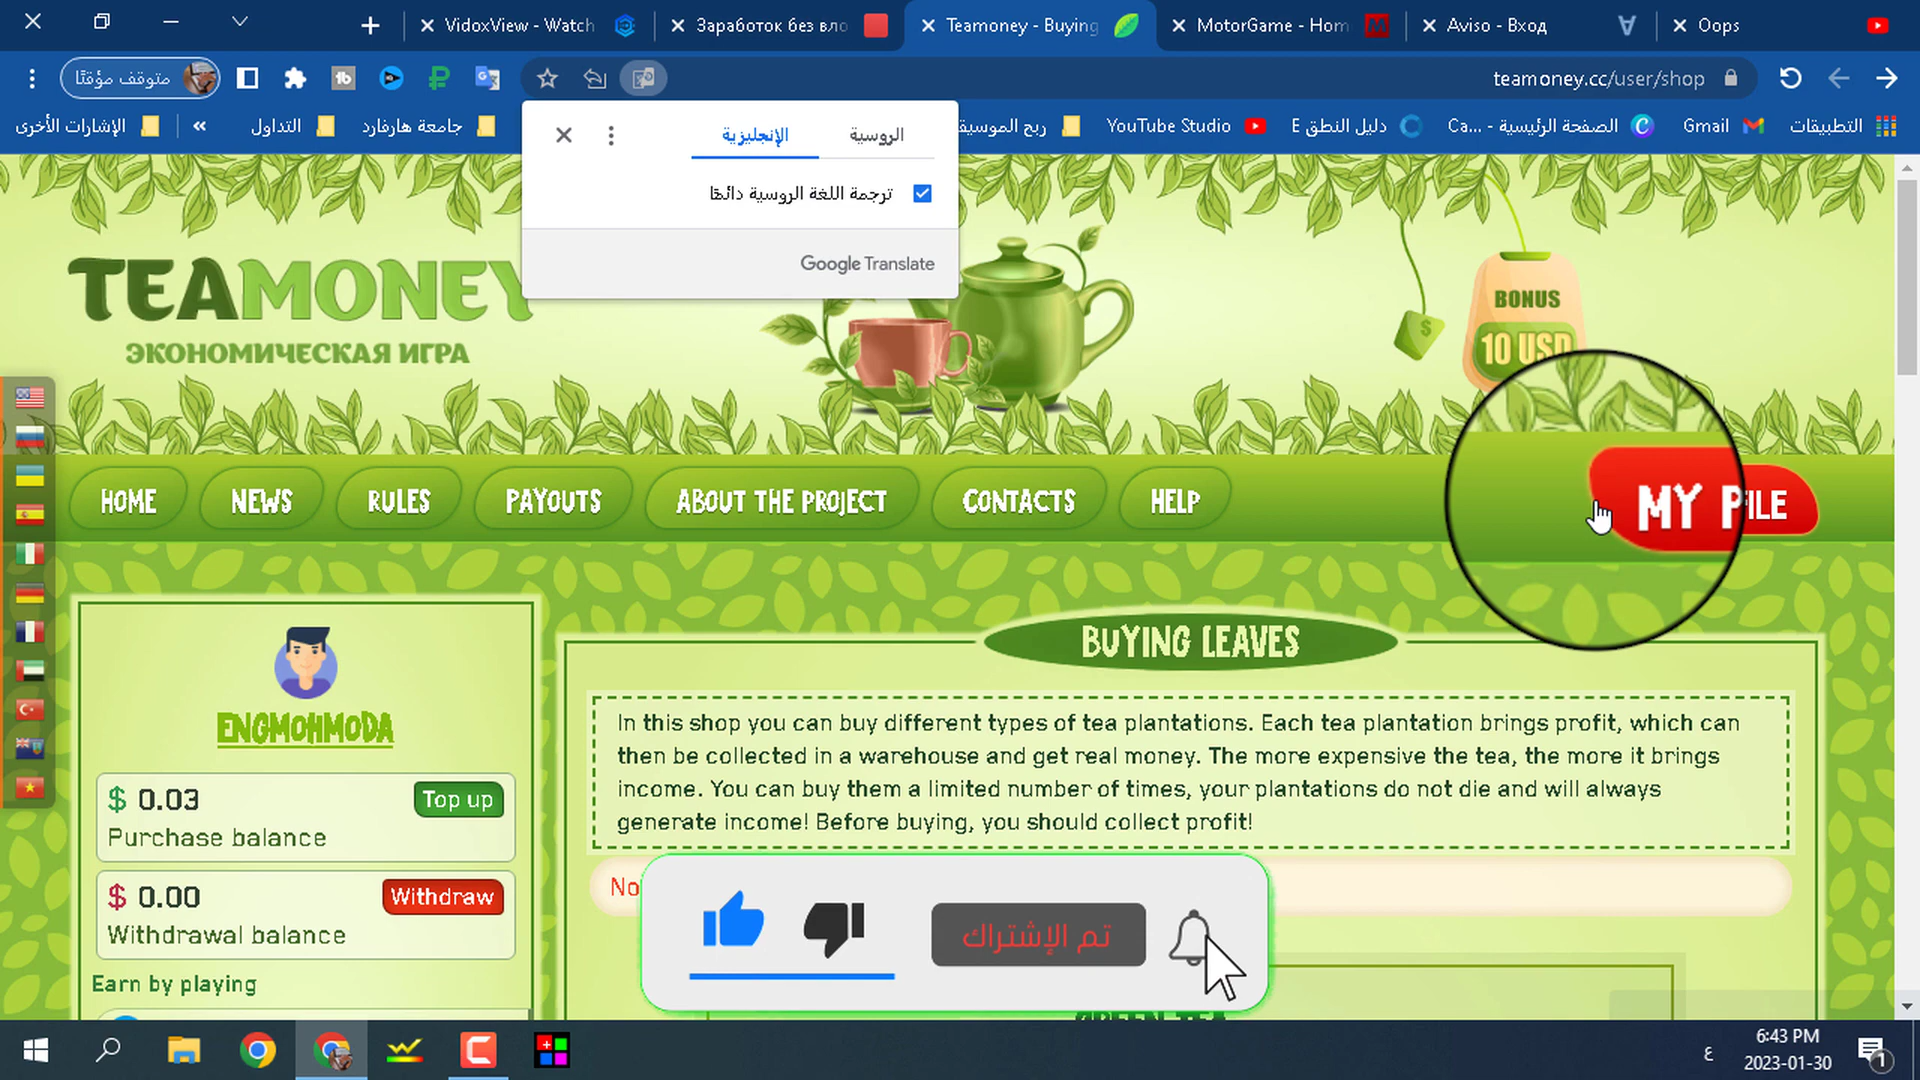 VidoxView - Watch
Заработок без вло
Teamoney - Buying
MotorGame - Hom
Aviso - Вход
Oops
متوقف مؤقتًا
teamoney.cc/user/shop
التطبيقات
Gmail
الصفحة الرئيسية - Ca...
دليل النطق E
YouTube Studio
ربح الموسيق
جامعة هارفارد
التداول
»
الإشارات الأخرى
الروسية
الإنجليزية
ترجمة اللغة الروسية دائمًا
Google Translate
TEAMONEY
ЭКОНОМИЧЕСКАЯ ИГРА
BONUS
10 USD
HOME
NEWS
RULES
PAYOUTS
ABOUT THE PROJECT
CONTACTS
HELP
MY P
ILE
ENGMOHMODA
$ 0.03
Top up
Purchase balance
$ 0.00
Withdraw
Withdrawal balance
Earn by playing
BUYING LEAVES
In this shop you can buy different types of tea plantations. Each tea plantation brings profit, which can
then be collected in a warehouse and get real money. The more expensive the tea, the more it brings
income. You can buy them a limited number of times, your plantations do not die and will always
generate income! Before buying, you should collect profit!
No
تم الإشتراك
GREEN TEA
ع
6:43 PM
2023-01-30
1